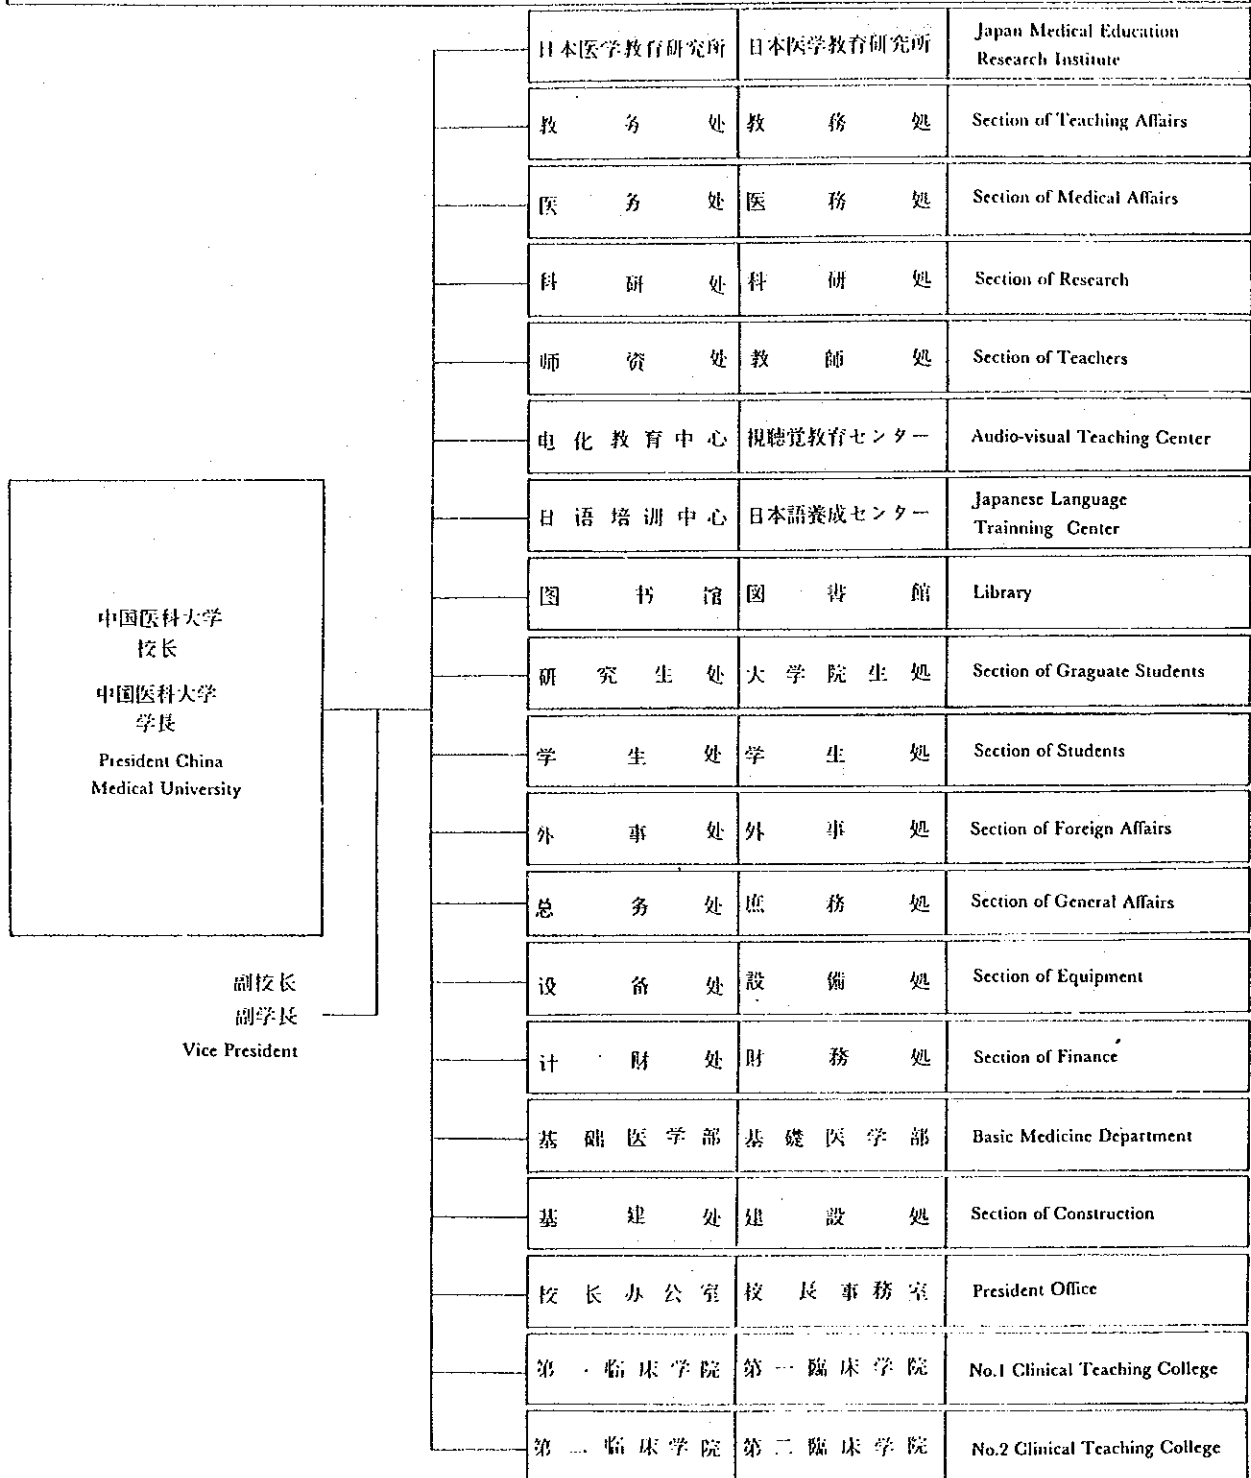 日本医学教育研究所 日本医学教育研究所 Japan Medical Education
Research Institute
教务处 教務処 Section of Teaching Affairs
医务处 医務処 Section of Medical Affairs
科研处 科研処 Section of Research
师资处 教師処 Section of Teachers
电化教育中心 視聴覚教育センター Audio-visual Teaching Center
日语培训中心 日本語養成センター Japanese Language
Trainning Center
图书馆 図書館 Library
研究生处 大学院生処 Section of Graguate Students
学生处 学生処 Section of Students
外事处 外事処 Section of Foreign Affairs
总务处 庶務処 Section of General Affairs
设备处 設備処 Section of Equipment
计财处 財務処 Section of Finance
基础医学部 基礎医学部 Basic Medicine Department
基建处 建設処 Section of Construction
校长办公室 校長事務室 President Office
第一临床学院 第一臨床学院 No.1 Clinical Teaching College
第二临床学院 第二臨床学院 No.2 Clinical Teaching College
中国医科大学
校长
中国医科大学
学長
President China
Medical University
副校长
副学長
Vice President